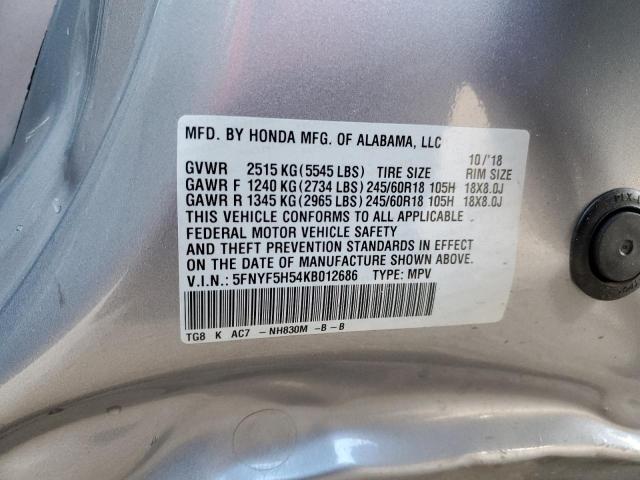 MFD. BY HONDA MFG. OF ALABAMA, LLC
10/'18
GVWR 2515 KG (5545 LBS) TIRE SIZE RIM SIZE
GAWR F 1240 KG (2734 LBS) 245/60R18 105H 18X8.0J
GAWR R 1345 KG (2965 LBS) 245/60R18 105H 18X8.0J
THIS VEHICLE CONFORMS TO ALL APPLICABLE
FEDERAL MOTOR VEHICLE SAFETY
AND THEFT PREVENTION STANDARDS IN EFFECT
ON THE DATE OF MANUFACTURE SHOWN ABOVE.
V.I.N.: 5FNYF5H54KB012686 TYPE: MPV
TG8 K AC7 -NH830M -B-B